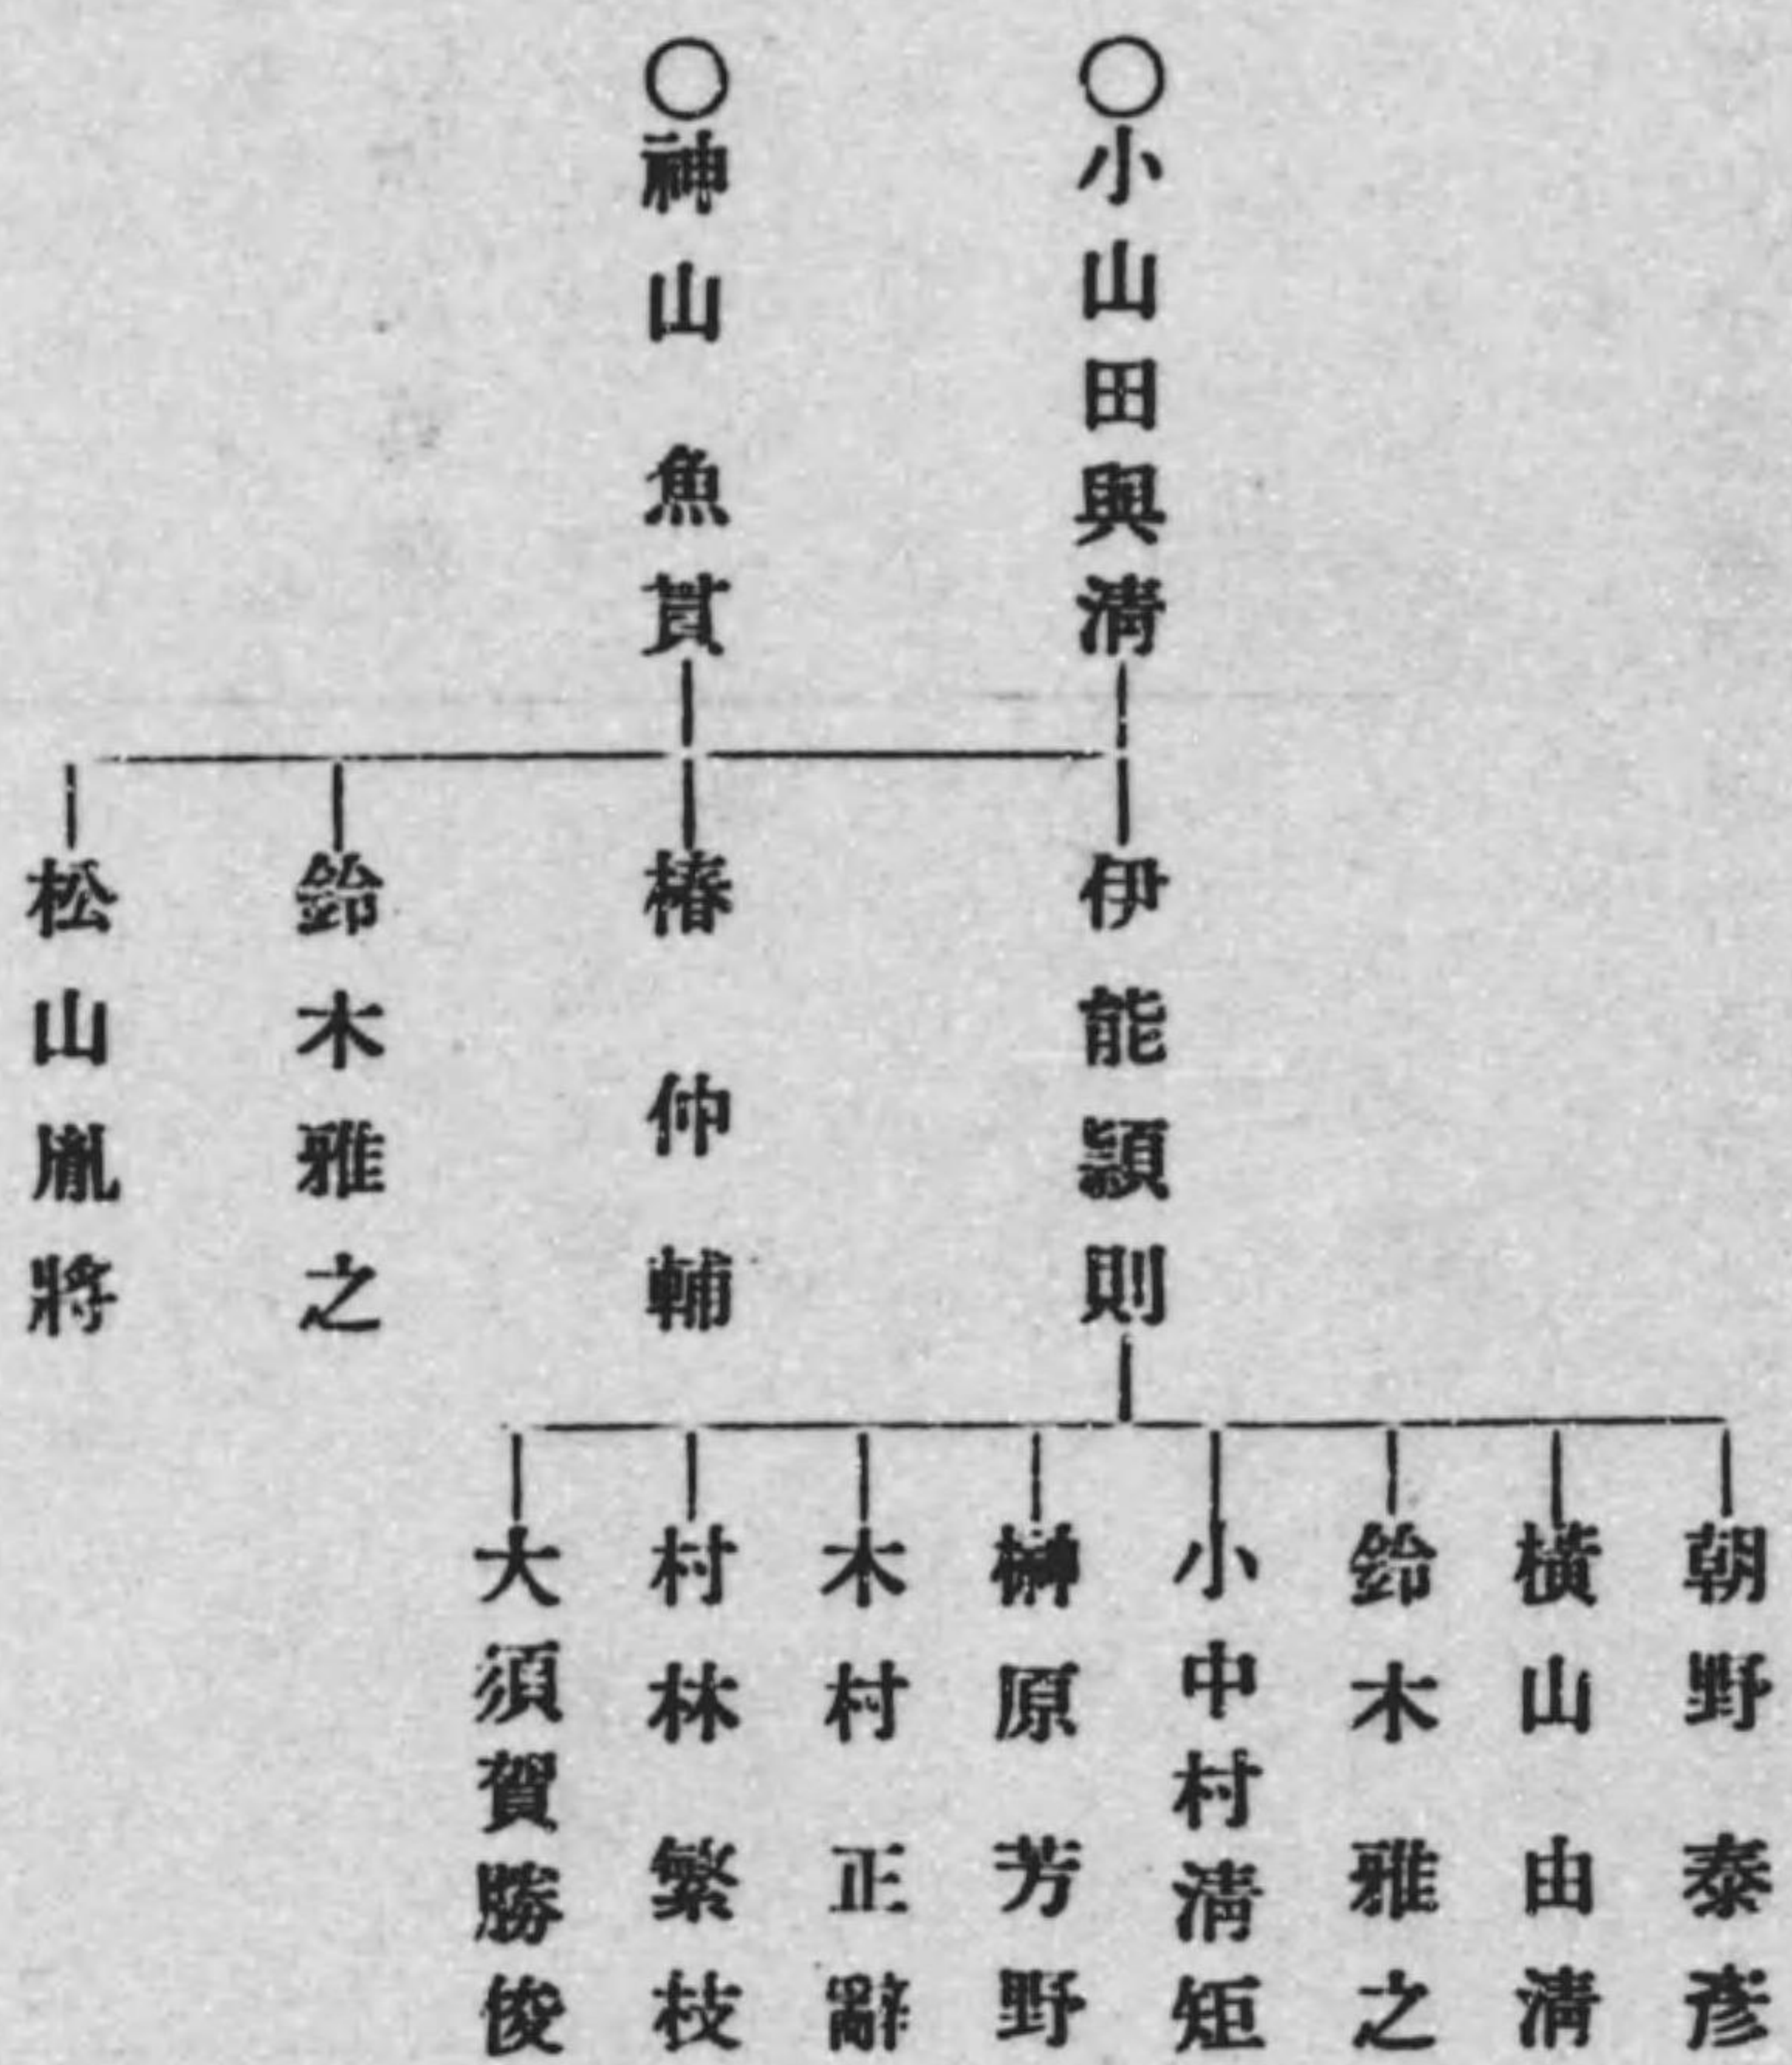 ○小山田與清
○神山魚貫
伊能頴則
椿仲輔
鈴木雅之
松山胤將
朝野泰彦
横山由清
鈴木雅之
小中村清矩
榊原芳野
木村正辭
村林繁枝
大須賀勝俊